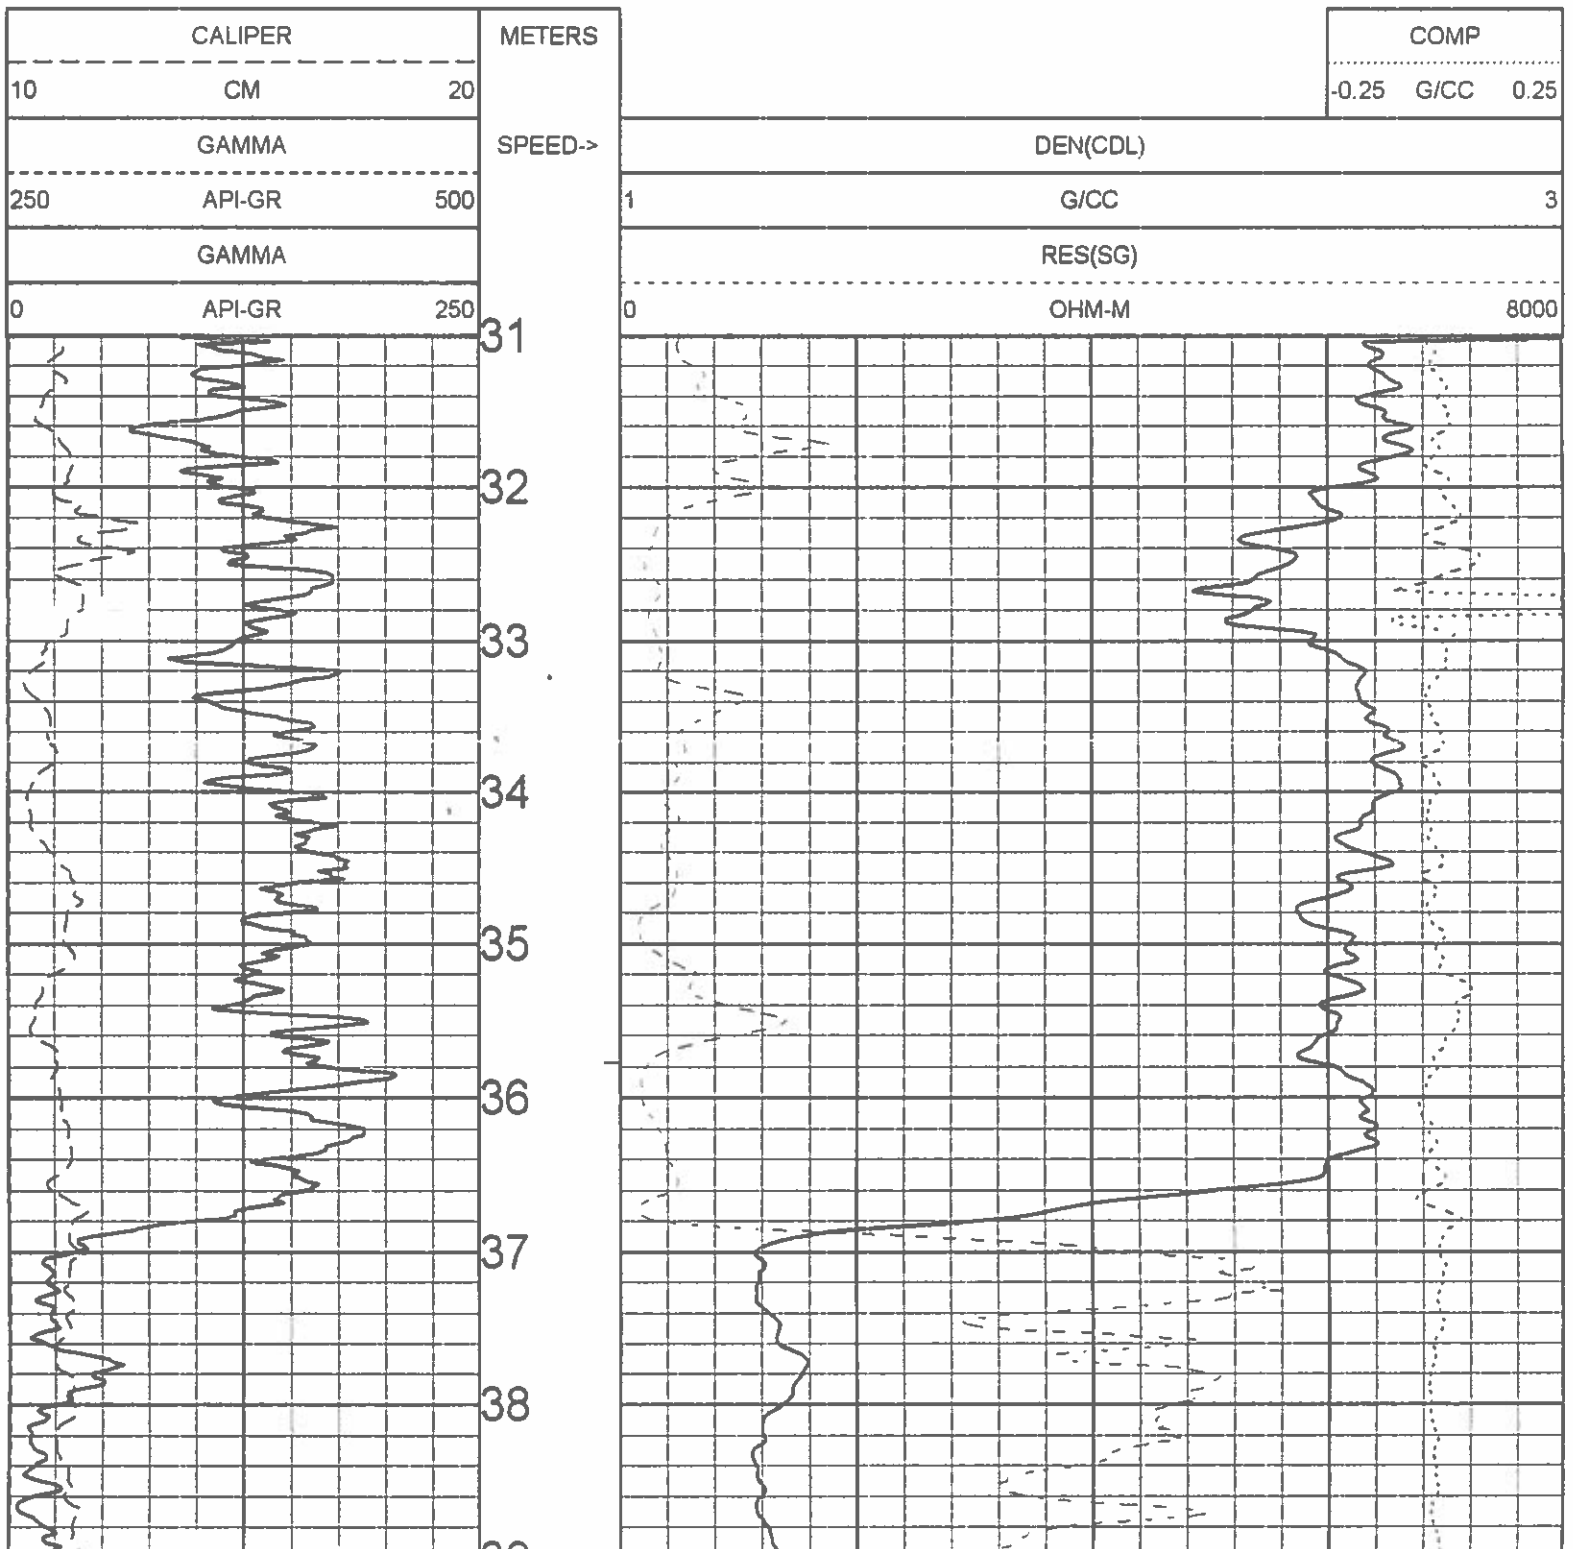 CALIPER
10 CM 20
GAMMA
250 API-GR 500
GAMMA
0 API-GR 250
METERS
SPEED->
COMP
-0.25 G/CC 0.25
DEN(CDL)
1 G/CC 3
RES(SG)
0 OHM-M 8000
31
32
33
34
35
36
37
38